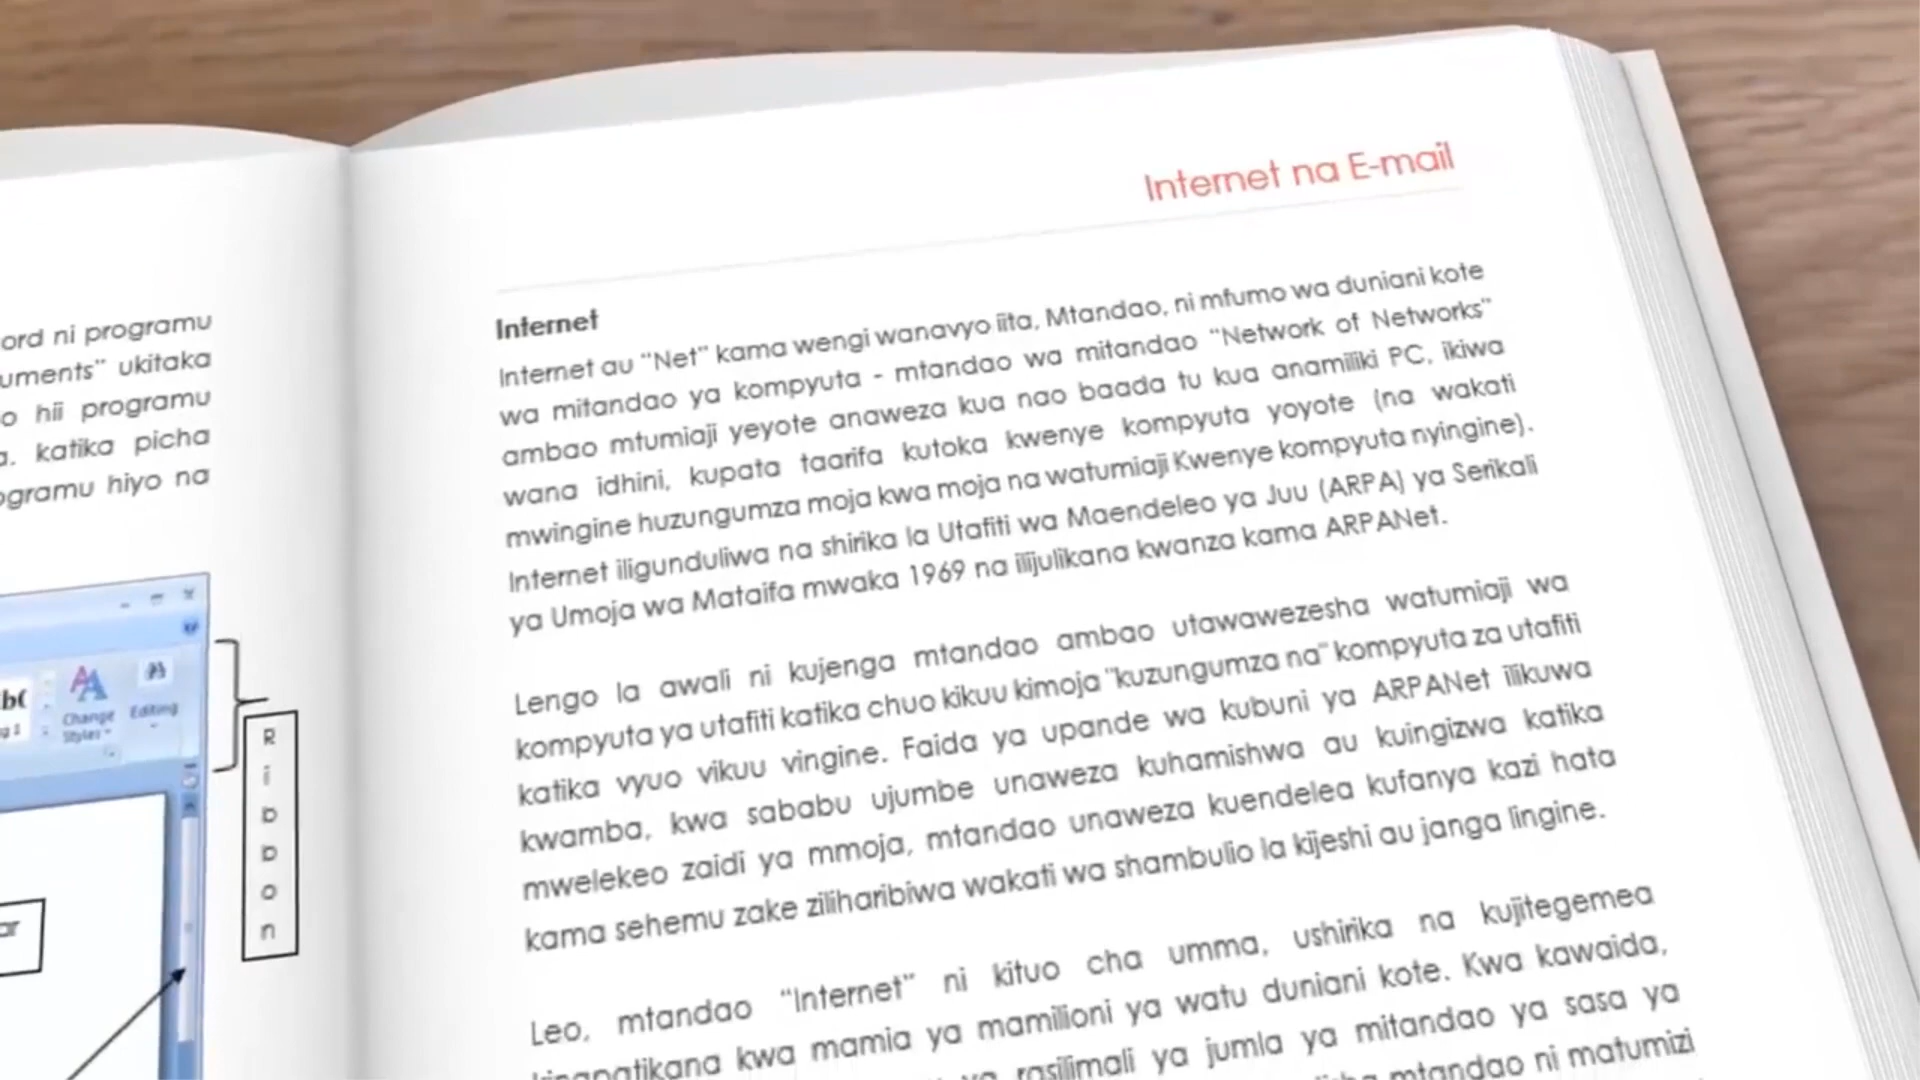 ord ni programu
uments" ukitaka
o hii programu
a. katika picha
ogramu hiyo na
Change
Styles
Editing
R
i
b
b
o
n
ar
Internet na E-mail
Internet
Internet au "Net" kama wengi wanavyo iita, Mtandao, ni mfumo wa duniani kote
wa mitandao ya kompyuta - mtandao wa mitandao "Network of Networks"
ambao mtumiaji yeyote anaweza kua nao baada tu kua anamiliki PC, ikiwa
wana idhini, kupata taarifa kutoka kwenye kompyuta yoyote (na wakati
mwingine huzungumza moja kwa moja na watumiaji Kwenye kompyuta nyingine).
Internet iligunduliwa na shirika la Utafiti wa Maendeleo ya Juu (ARPA) ya Serikali
ya Umoja wa Mataifa mwaka 1969 na ilijulikana kwanza kama ARPANet.
Lengo la awali ni kujenga mtandao ambao utawawezesha watumiaji wa
kompyuta ya utafiti katika chuo kikuu kimoja "kuzungumza na" kompyuta za utafiti
katika vyuo vikuu vingine. Faida ya upande wa kubuni ya ARPANet ilikuwa
kwamba, kwa sababu ujumbe unaweza kuhamishwa au kuingizwa katika
mwelekeo zaidi ya mmoja, mtandao unaweza kuendelea kufanya kazi hata
kama sehemu zake ziliharibiwa wakati wa shambulio la kijeshi au janga lingine.
Leo, mtandao "Internet" ni kituo cha umma, ushirika na kujitegemea
kinapatikana kwa mamia ya mamilioni ya watu duniani kote. Kwa kawaida,
ya rasilimali ya jumla ya mitandao ya sasa ya
mtandao ni matumizi